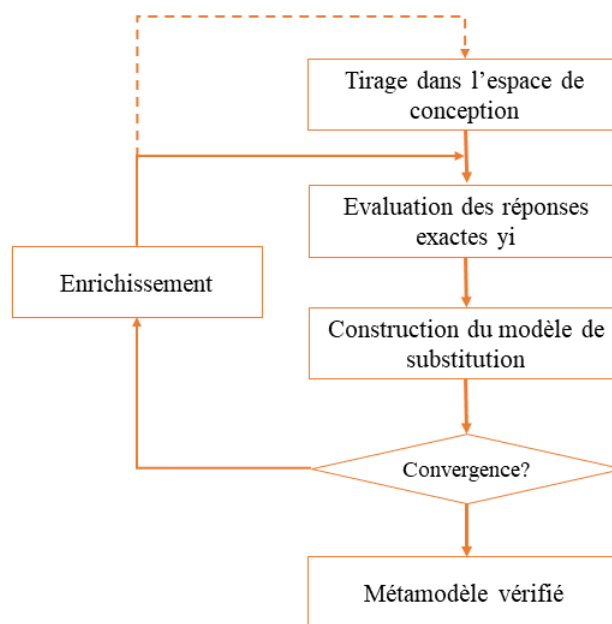 Tirage dans l’espace de
conception
Evaluation des réponses
exactes yi
Enrichissement
Construction du modèle de
substitution
Convergence?
Métamodèle vérifié